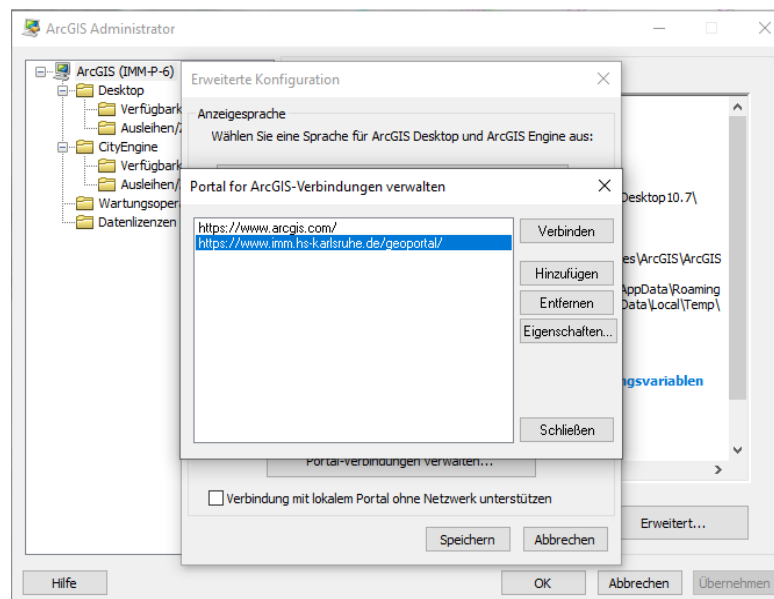 ArcGIS Administrator
ArcGIS (IMM-P-6)
Desktop
Verfügbark
Ausleihen/
CityEngine
Verfügbark
Ausleihen/
Wartungsoper
Datenlizenzen
Erweiterte Konfiguration
Anzeigesprache
Wählen Sie eine Sprache für ArcGIS Desktop und ArcGIS Engine aus:
Portal for ArcGIS-Verbindungen verwalten
https://www.arcgis.com/
https://www.imm.hs-karlsruhe.de/geoportal/
Verbinden
Hinzufügen
Entfernen
Eigenschaften...
Schließen
Desktop10.7\
es\ArcGIS\ArcGIS
AppData\Roaming
Data\Local\Temp\
ngsvariablen
Portal-Verbindungen verwalten...
Verbindung mit lokalem Portal ohne Netzwerk unterstützen
Speichern
Abbrechen
Erweitert...
Hilfe
OK
Abbrechen
Übernehmen